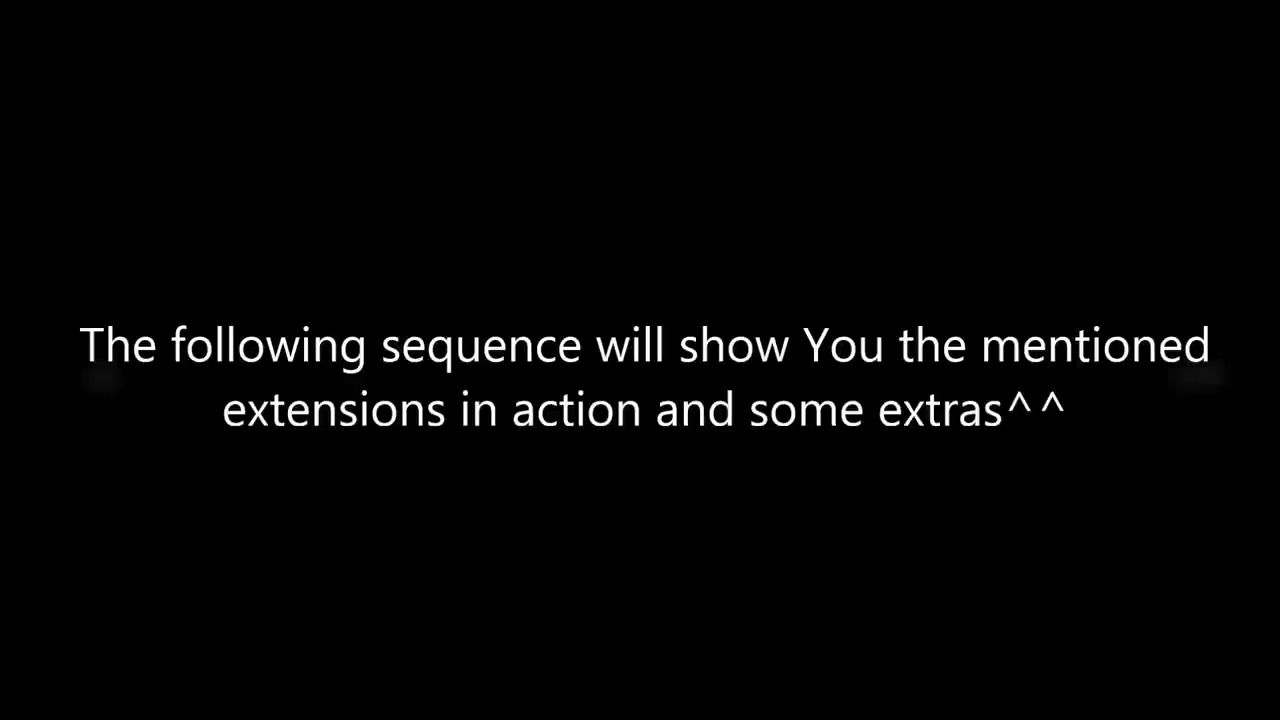 The following sequence will show You the mentioned
extensions in action and some extras^^